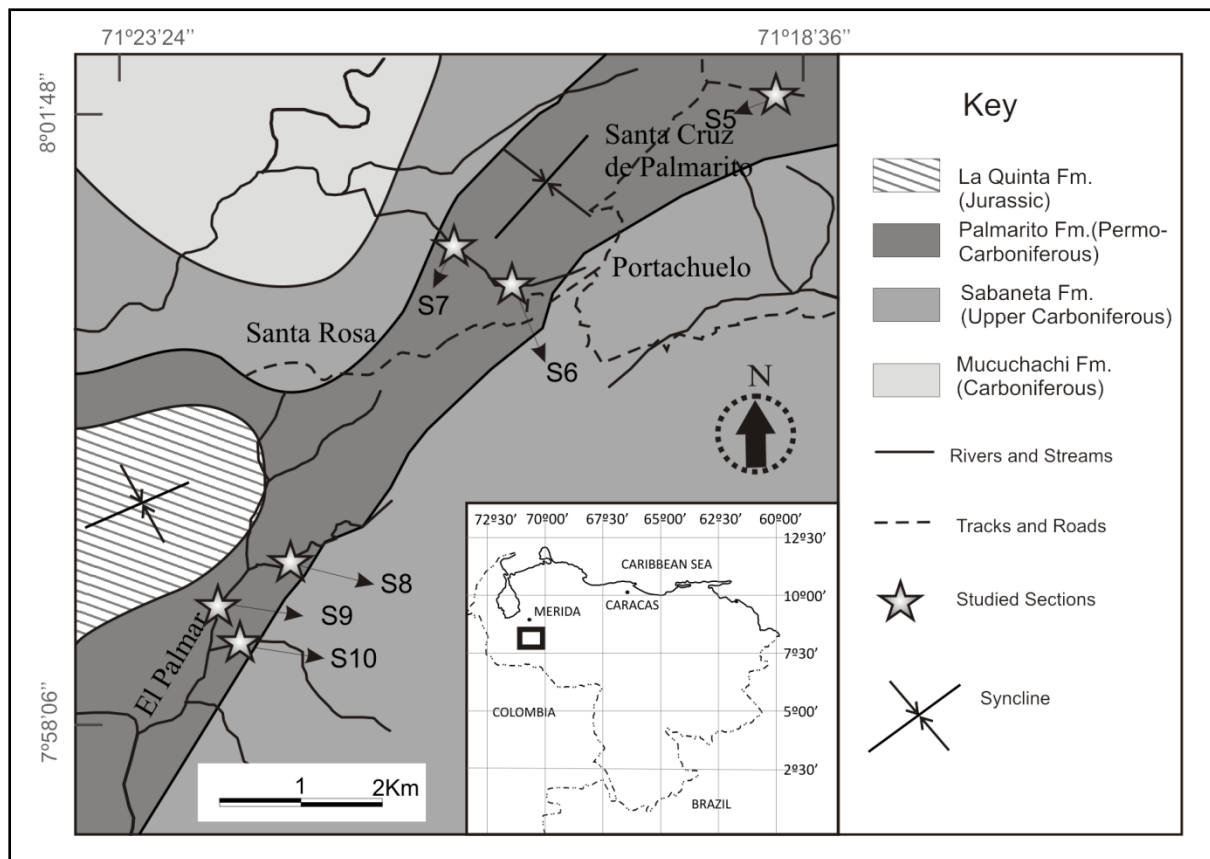 71º23’24’’
71º18’36’’
8º01’48’’
7º58’06’’
S5
Santa Cruz
de Palmarito
Portachuelo
S7
Santa Rosa
S6
N
S8
S9
S10
El Palmar
1 2Km
72º30’ 70º00’ 67º30’ 65º00’ 62º30’ 60º00’
12º30’
CARIBBEAN SEA
10º00’
CARACAS
MERIDA
7º30’
COLOMBIA
5º00’
2º30’
BRAZIL
Key
La Quinta Fm.
(Jurassic)
Palmarito Fm.(Permo-
Carboniferous)
Sabaneta Fm.
(Upper Carboniferous)
Mucuchachi Fm.
(Carboniferous)
Rivers and Streams
Tracks and Roads
Studied Sections
Syncline